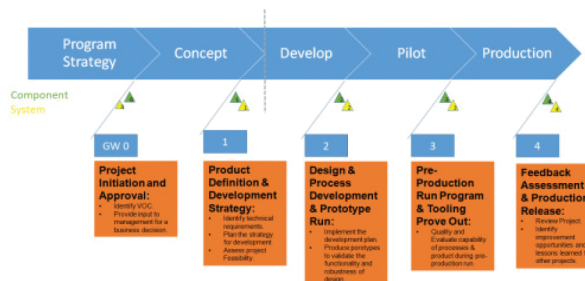 Program
Strategy
Concept
Develop
Pilot
Production
Component
System
GW 0
1
2
3
4
Project
Initiation and
Approval:
• Identify VOC.
• Provide input to
management for a
business decision.
Product
Definition &
Development
Strategy:
• Identify technical
requirements.
• Plan the strategy
for development
• Assess project
Feasibility.
Design &
Process
Development
& Prototype
Run:
• Implement the
development plan.
• Produce porotypes
to validate the
functionality and
robustness of
design
Pre-
Production
Run Program
& Tooling
Prove Out:
• Quality and
Evaluate capability
of processes &
product during pre-
production run
Feedback
Assessment
& Production
Release:
• Review Project.
• Identify
improvement
opportunities and
lessons learned
other projects.